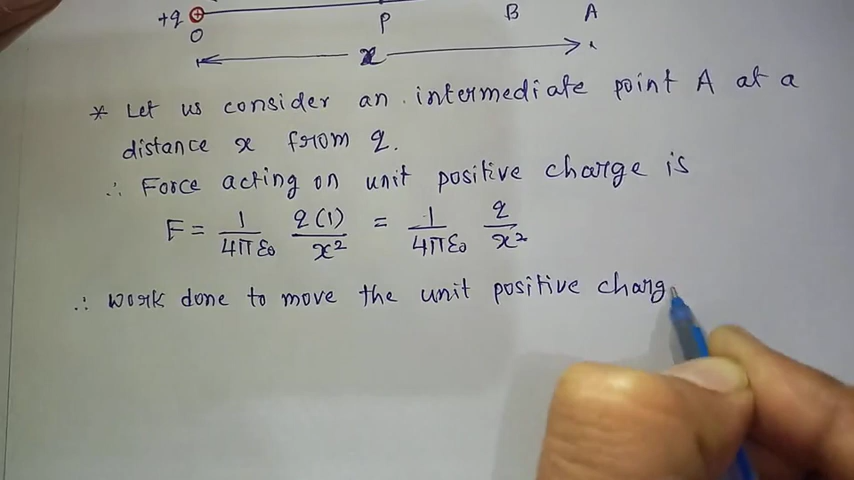 +q + P B A
O
x
* Let us consider an intermediate point A at a
distance x from q.
∴ Force acting on unit positive charge is
F = 1/4πε₀ q(1)/x² = 1/4πε₀ q/x²
∴ work done to move the unit positive charg